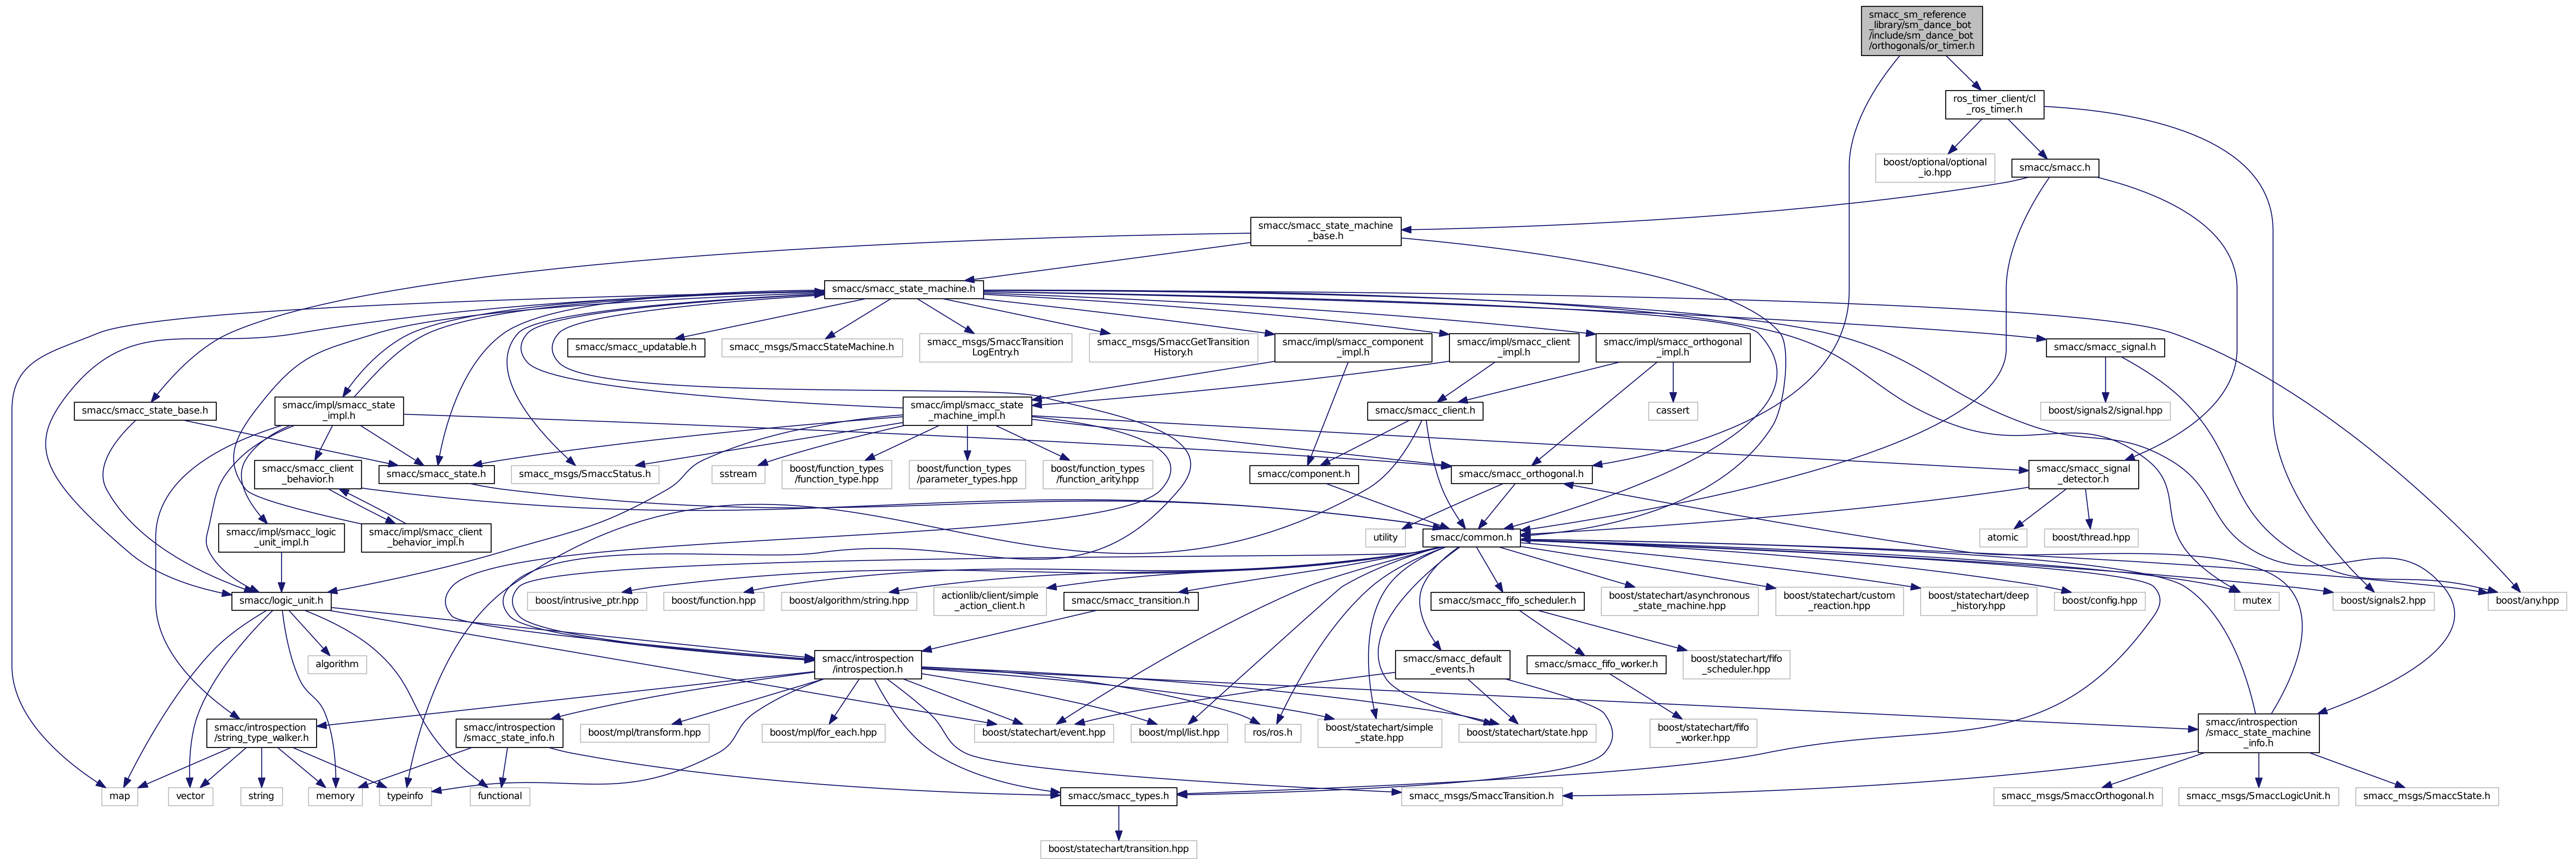 smacc_sm_reference
_library/sm_dance_bot
/include/sm_dance_bot
/orthogonals/or_timer.h
ros_timer_client/cl
_ros_timer.h
boost/optional/optional
_io.hpp
smacc/smacc.h
smacc/smacc_state_machine
_base.h
smacc/smacc_state_machine.h
smacc/smacc_updatable.h
smacc_msgs/SmaccStateMachine.h
smacc_msgs/SmaccTransition
LogEntry.h
smacc_msgs/SmaccGetTransition
History.h
smacc/impl/smacc_component
_impl.h
smacc/impl/smacc_client
_impl.h
smacc/impl/smacc_orthogonal
_impl.h
smacc/smacc_signal.h
smacc/smacc_state_base.h
smacc/impl/smacc_state
_impl.h
smacc/impl/smacc_state
_machine_impl.h
smacc/smacc_client.h
cassert
boost/signals2/signal.hpp
smacc/smacc_client
_behavior.h
smacc/smacc_state.h
smacc_msgs/SmaccStatus.h
sstream
boost/function_types
/function_type.hpp
boost/function_types
/parameter_types.hpp
boost/function_types
/function_arity.hpp
smacc/component.h
smacc/smacc_orthogonal.h
smacc/smacc_signal
_detector.h
smacc/impl/smacc_logic
_unit_impl.h
smacc/impl/smacc_client
_behavior_impl.h
utility
smacc/common.h
atomic
boost/thread.hpp
smacc/logic_unit.h
boost/intrusive_ptr.hpp
boost/function.hpp
boost/algorithm/string.hpp
actionlib/client/simple
_action_client.h
smacc/smacc_transition.h
smacc/smacc_fifo_scheduler.h
boost/statechart/asynchronous
_state_machine.hpp
boost/statechart/custom
_reaction.hpp
boost/statechart/deep
_history.hpp
boost/config.hpp
mutex
boost/signals2.hpp
boost/any.hpp
algorithm
smacc/introspection
/introspection.h
smacc/smacc_default
_events.h
smacc/smacc_fifo_worker.h
boost/statechart/fifo
_scheduler.hpp
smacc/introspection
/string_type_walker.h
smacc/introspection
/smacc_state_info.h
boost/mpl/transform.hpp
boost/mpl/for_each.hpp
boost/statechart/event.hpp
boost/mpl/list.hpp
ros/ros.h
boost/statechart/simple
_state.hpp
boost/statechart/state.hpp
boost/statechart/fifo
_worker.hpp
smacc/introspection
/smacc_state_machine
_info.h
map
vector
string
memory
typeinfo
functional
smacc/smacc_types.h
smacc_msgs/SmaccTransition.h
smacc_msgs/SmaccOrthogonal.h
smacc_msgs/SmaccLogicUnit.h
smacc_msgs/SmaccState.h
boost/statechart/transition.hpp